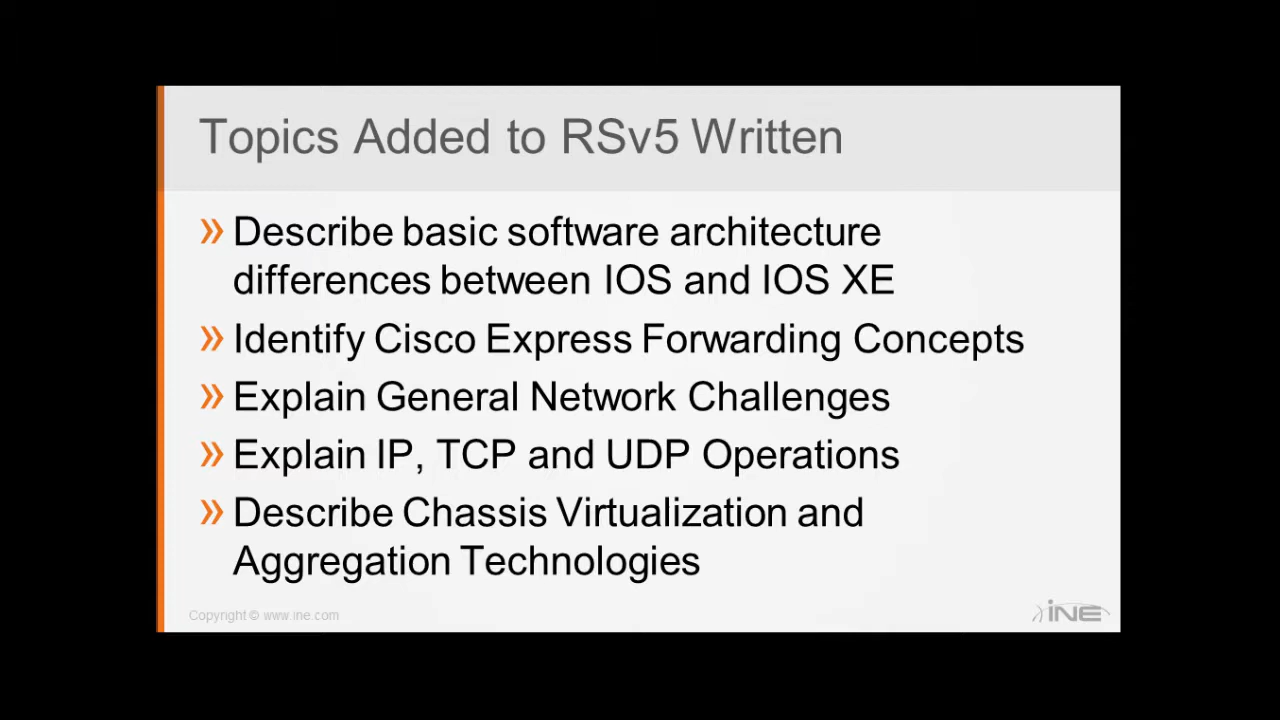 Topics Added to RSv5 Written
» Describe basic software architecture
differences between IOS and IOS XE
» Identify Cisco Express Forwarding Concepts
» Explain General Network Challenges
» Explain IP, TCP and UDP Operations
» Describe Chassis Virtualization and
Aggregation Technologies
Copyright © www.ine.com
iNE